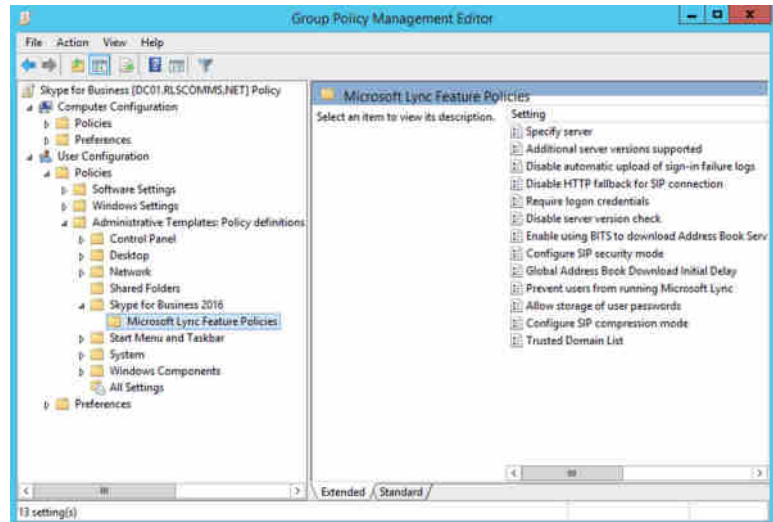 Group Policy Management Editor
File Action View Help
Skype for Business [DC01.RLSCOMMS.NET] Policy
Computer Configuration
Policies
Preferences
User Configuration
Policies
Software Settings
Windows Settings
Administrative Templates: Policy definitions
Control Panel
Desktop
Network
Shared Folders
Skype for Business 2016
Microsoft Lync Feature Policies
Start Menu and Taskbar
System
Windows Components
All Settings
Preferences
Microsoft Lync Feature Policies
Select an item to view its description.
Setting
Specify server
Additional server versions supported
Disable automatic upload of sign-in failure logs
Disable HTTP fallback for SIP connection
Require logon credentials
Disable server version check
Enable using BITS to download Address Book Serv
Configure SIP security mode
Global Address Book Download Initial Delay
Prevent users from running Microsoft Lync
Allow storage of user passwords
Configure SIP compression mode
Trusted Domain List
Extended Standard
13 setting(s)